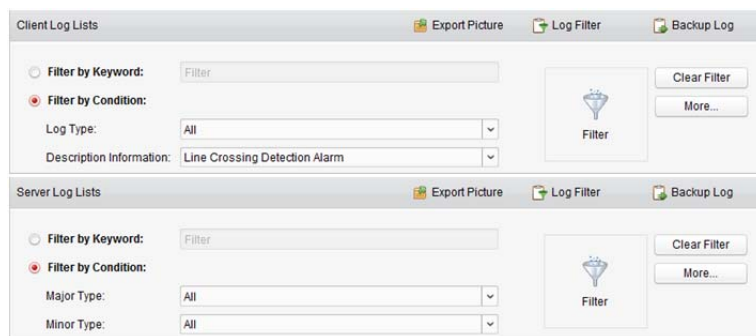 Client Log Lists Export Picture Log Filter Backup Log
Filter by Keyword: Filter Clear Filter
Filter by Condition: More...
Log Type: All Filter
Description Information: Line Crossing Detection Alarm
Server Log Lists Export Picture Log Filter Backup Log
Filter by Keyword: Filter Clear Filter
Filter by Condition: More...
Major Type: All Filter
Minor Type: All